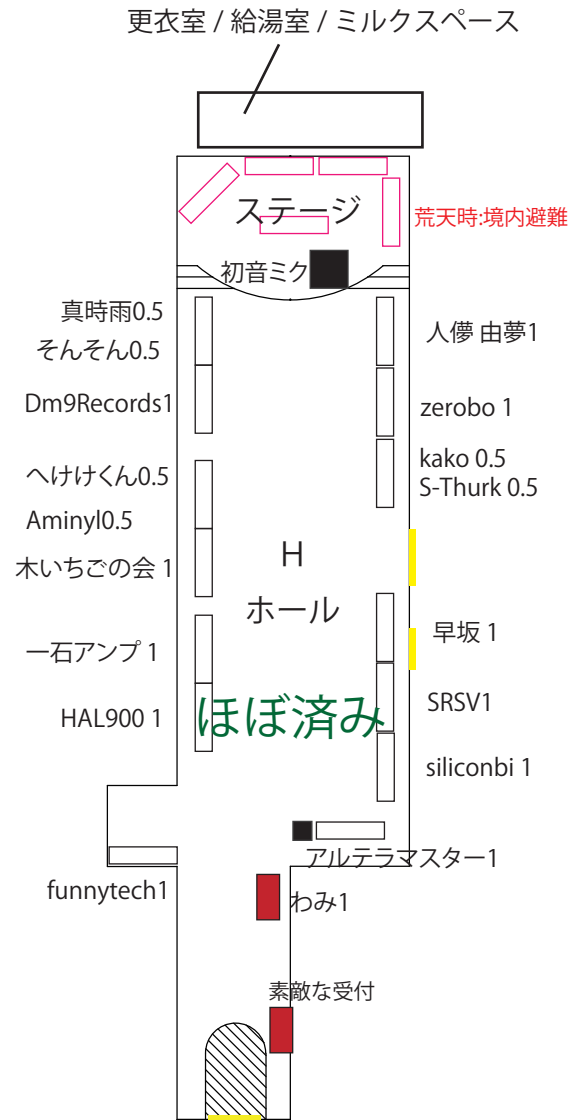 更衣室 / 給湯室 / ミルクスペース
ステージ
荒天時:境内避難
初音ミク
真時雨0.5
そんそん0.5
Dm9Records1
へけけくん0.5
Aminyl0.5
木いちごの会 1
一石アンプ 1
HAL900 1
funnytech1
H
ホール
ほぼ済み
人儚 由夢1
zerobo 1
kako 0.5
S-Thurk 0.5
早坂 1
SRSV1
siliconbi 1
アルテラマスター1
わみ1
素敵な受付